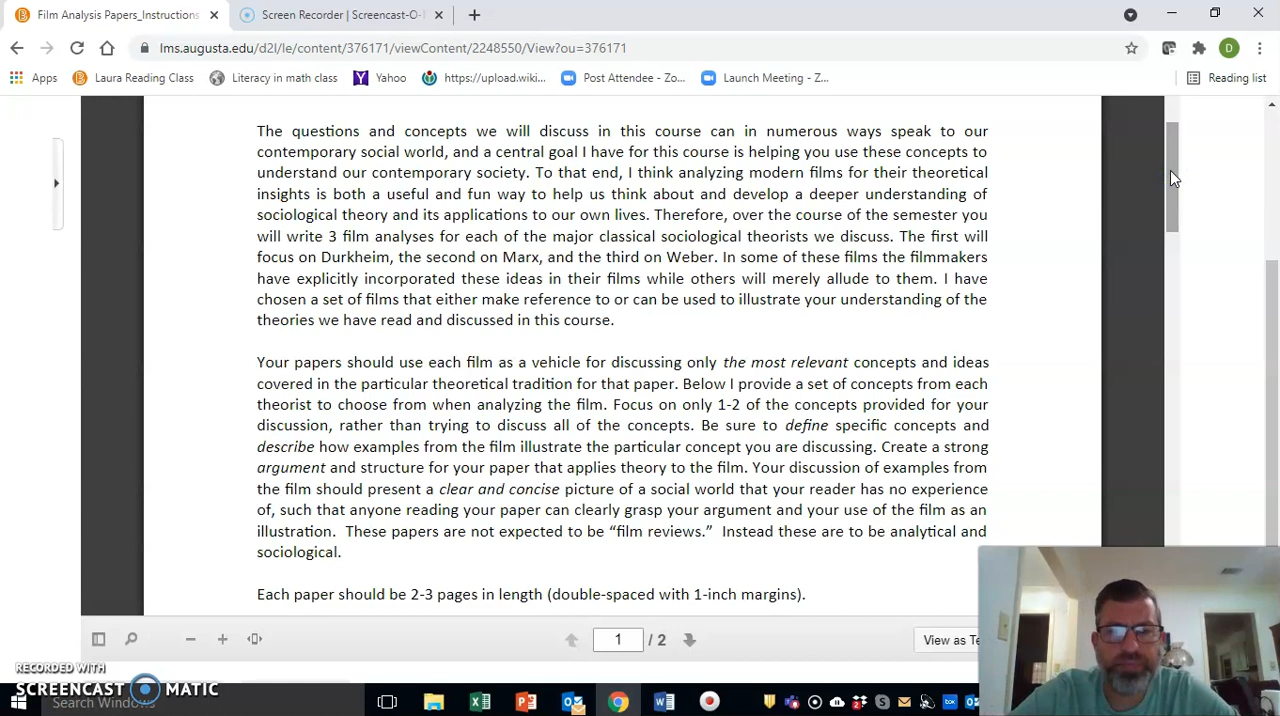 Film Analysis Papers_Instructions
Screen Recorder | Screencast-O-
lms.augusta.edu/d2l/le/content/376171/viewContent/2248550/View?ou=376171
D
Apps
Laura Reading Class
Literacy in math class
Yahoo
https://upload.wiki...
Post Attendee - Zo...
Launch Meeting - Z...
Reading list
The questions and concepts we will discuss in this course can in numerous ways speak to our
contemporary social world, and a central goal I have for this course is helping you use these concepts to
understand our contemporary society. To that end, I think analyzing modern films for their theoretical
insights is both a useful and fun way to help us think about and develop a deeper understanding of
sociological theory and its applications to our own lives. Therefore, over the course of the semester you
will write 3 film analyses for each of the major classical sociological theorists we discuss. The first will
focus on Durkheim, the second on Marx, and the third on Weber. In some of these films the filmmakers
have explicitly incorporated these ideas in their films while others will merely allude to them. I have
chosen a set of films that either make reference to or can be used to illustrate your understanding of the
theories we have read and discussed in this course.
Your papers should use each film as a vehicle for discussing only the most relevant concepts and ideas
covered in the particular theoretical tradition for that paper. Below I provide a set of concepts from each
theorist to choose from when analyzing the film. Focus on only 1-2 of the concepts provided for your
discussion, rather than trying to discuss all of the concepts. Be sure to define specific concepts and
describe how examples from the film illustrate the particular concept you are discussing. Create a strong
argument and structure for your paper that applies theory to the film. Your discussion of examples from
the film should present a clear and concise picture of a social world that your reader has no experience
of, such that anyone reading your paper can clearly grasp your argument and your use of the film as an
illustration. These papers are not expected to be “film reviews.” Instead these are to be analytical and
sociological.
Each paper should be 2-3 pages in length (double-spaced with 1-inch margins).
1 / 2
View as Te
RECORDED WITH
SCREENCAST MATIC
Search Windows